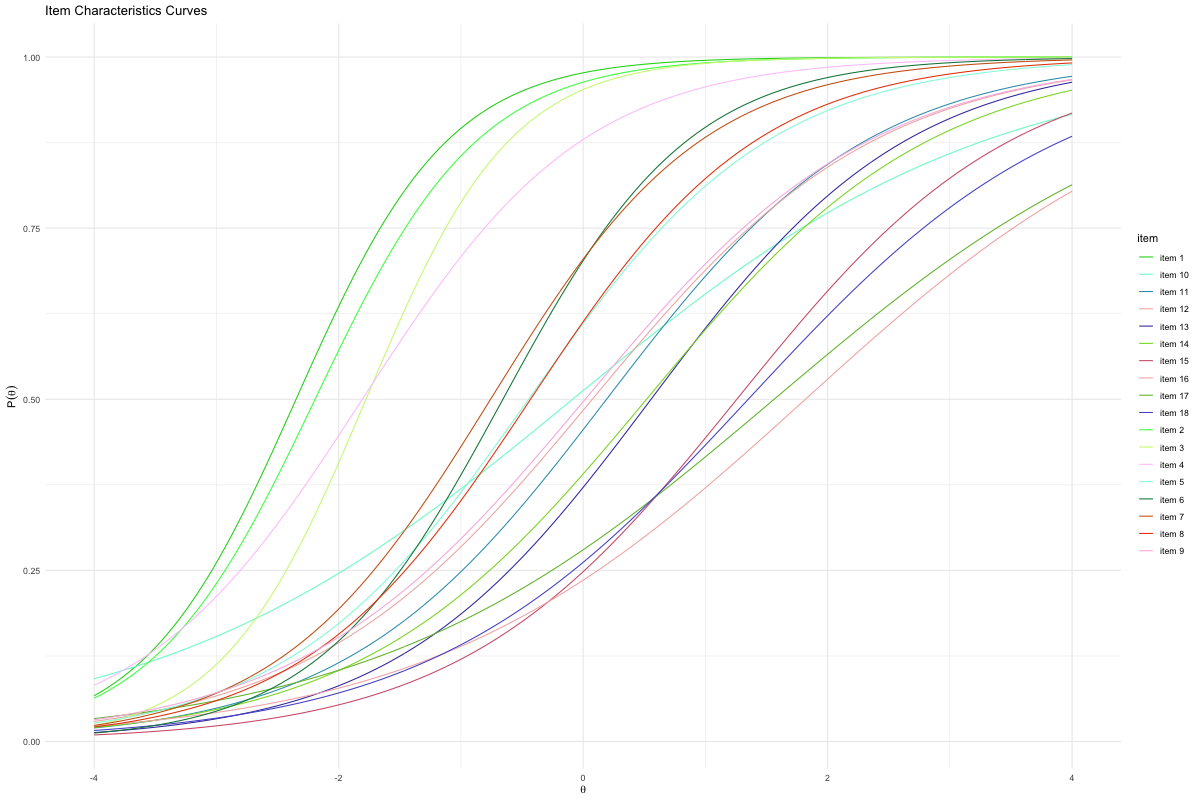 Item Characteristics Curves
1.00
0.75
0.50
0.25
0.00
P(θ)
-4
-2
0
2
4
θ
item
item 1
item 10
item 11
item 12
item 13
item 14
item 15
item 16
item 17
item 18
item 2
item 3
item 4
item 5
item 6
item 7
item 8
item 9